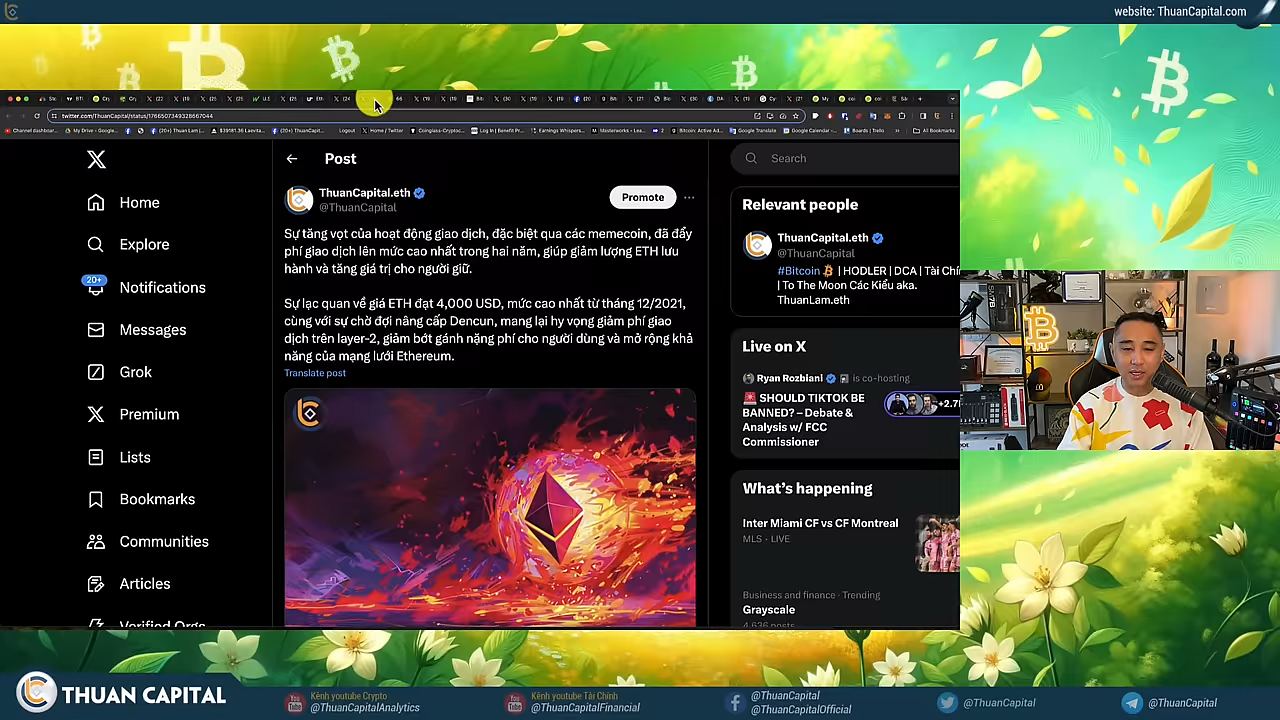 website: ThuanCapital.com
twitter.com/ThuanCapital/status/1766507349328667044
All Bookmarks
Post
Search
Home
Explore
20+
Notifications
Messages
Grok
Premium
Lists
Bookmarks
Communities
Articles
Verified Orgs
ThuanCapital.eth
@ThuanCapital
Promote
Sự tăng vọt của hoạt động giao dịch, đặc biệt qua các memecoin, đã đẩy
phí giao dịch lên mức cao nhất trong hai năm, giúp giảm lượng ETH lưu
hành và tăng giá trị cho người giữ.
Sự lạc quan về giá ETH đạt 4,000 USD, mức cao nhất từ tháng 12/2021,
cùng với sự chờ đợi nâng cấp Dencun, mang lại hy vọng giảm phí giao
dịch trên layer-2, giảm bớt gánh nặng phí cho người dùng và mở rộng khả
năng của mạng lưới Ethereum.
Translate post
Relevant people
ThuanCapital.eth
@ThuanCapital
#Bitcoin | HODLER | DCA | Tài Chí
| To The Moon Các Kiểu aka.
ThuanLam.eth
Live on X
Ryan Rozbiani is co-hosting
SHOULD TIKTOK BE
BANNED? – Debate &
Analysis w/ FCC
Commissioner
What's happening
Inter Miami CF vs CF Montreal
MLS · LIVE
Business and finance · Trending
Grayscale
4,636 posts
THUAN CAPITAL
Kênh youtube Crypto
@ThuanCapitalAnalytics
Kênh youtube Tài Chính
@ThuanCapitalFinancial
@ThuanCapital
@ThuanCapitalOfficial
@ThuanCapital
@ThuanCapital